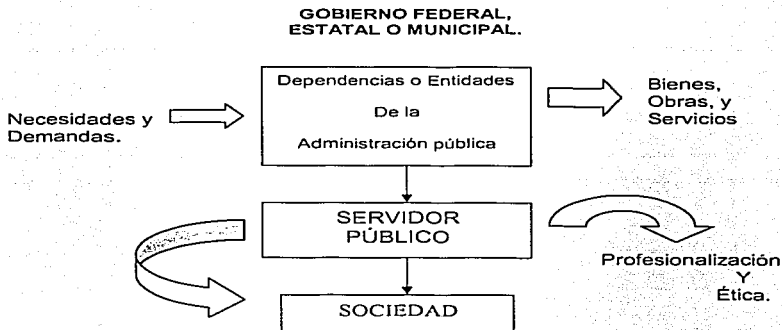 GOBIERNO FEDERAL,
ESTATAL O MUNICIPAL.
Necesidades y
Demandas.
Dependencias o Entidades
De la
Administración pública
Bienes,
Obras, y
Servicios
SERVIDOR
PÚBLICO
Profesionalización
Y
Ética.
SOCIEDAD